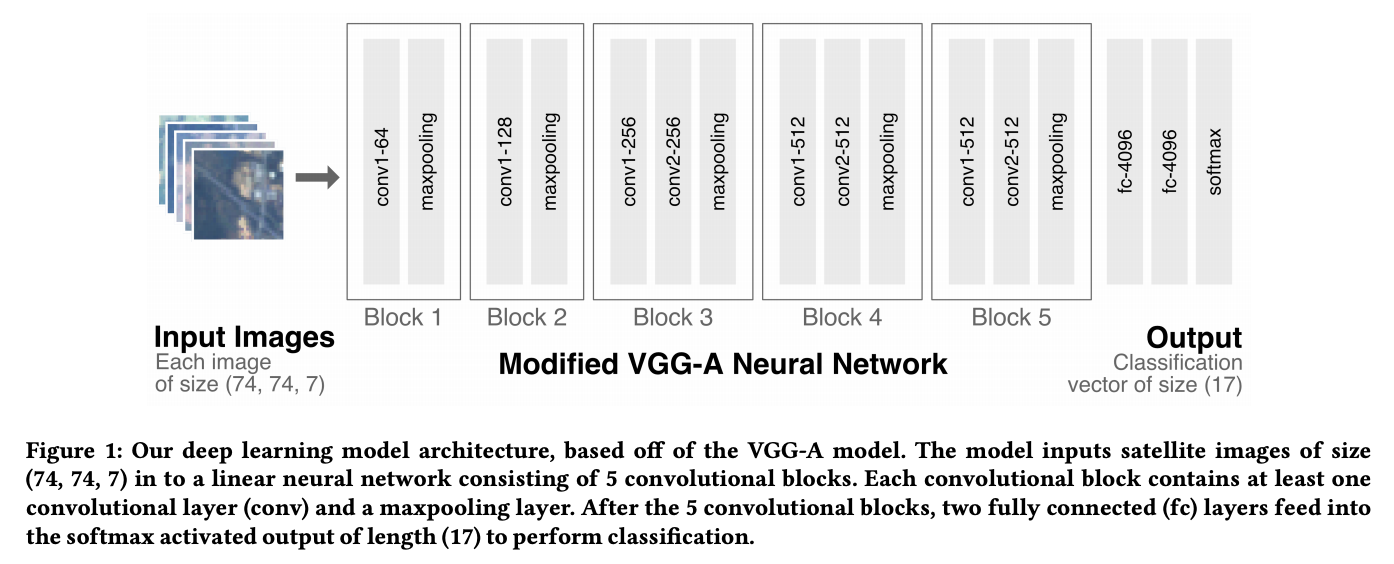 conv1-64
maxpooling
conv1-128
maxpooling
conv1-256
conv2-256
maxpooling
conv1-512
conv2-512
maxpooling
conv1-512
conv2-512
maxpooling
fc-4096
fc-4096
softmax
Block 1
Block 2
Block 3
Block 4
Block 5
Input Images
Each image
of size (74, 74, 7)
Modified VGG-A Neural Network
Output
Classification
vector of size (17)
Figure 1: Our deep learning model architecture, based off of the VGG-A model. The model inputs satellite images of size
(74, 74, 7) in to a linear neural network consisting of 5 convolutional blocks. Each convolutional block contains at least one
convolutional layer (conv) and a maxpooling layer. After the 5 convolutional blocks, two fully connected (fc) layers feed into
the softmax activated output of length (17) to perform classification.